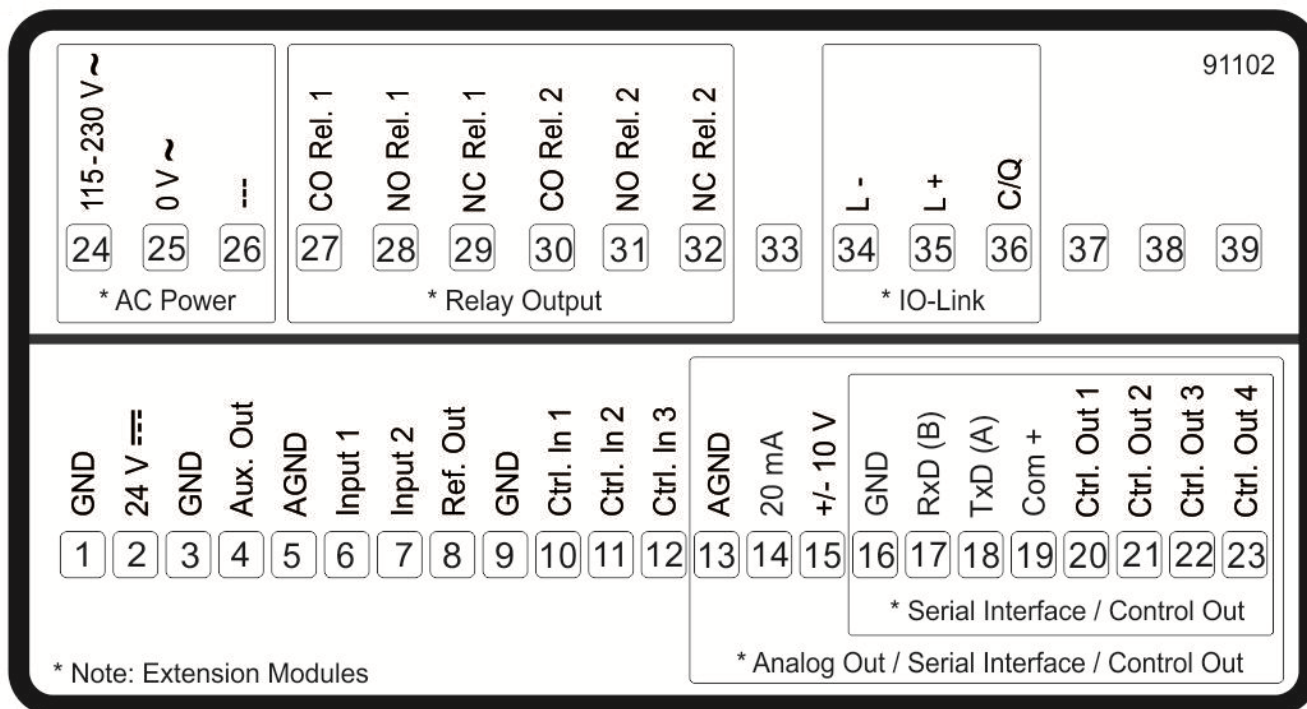 91102
115-230 V ~
0 V ~
---
CO Rel. 1
NO Rel. 1
NC Rel. 1
CO Rel. 2
NO Rel. 2
NC Rel. 2
L -
L +
C/Q
24 25 26 27 28 29 30 31 32 33 34 35 36 37 38 39
* AC Power
* Relay Output
* IO-Link
GND
24 V ⎓
GND
Aux. Out
AGND
Input 1
Input 2
Ref. Out
GND
Ctrl. In 1
Ctrl. In 2
Ctrl. In 3
AGND
20 mA
+/- 10 V
GND
RxD (B)
TxD (A)
Com +
Ctrl. Out 1
Ctrl. Out 2
Ctrl. Out 3
Ctrl. Out 4
1 2 3 4 5 6 7 8 9 10 11 12 13 14 15 16 17 18 19 20 21 22 23
* Serial Interface / Control Out
* Analog Out / Serial Interface / Control Out
* Note: Extension Modules